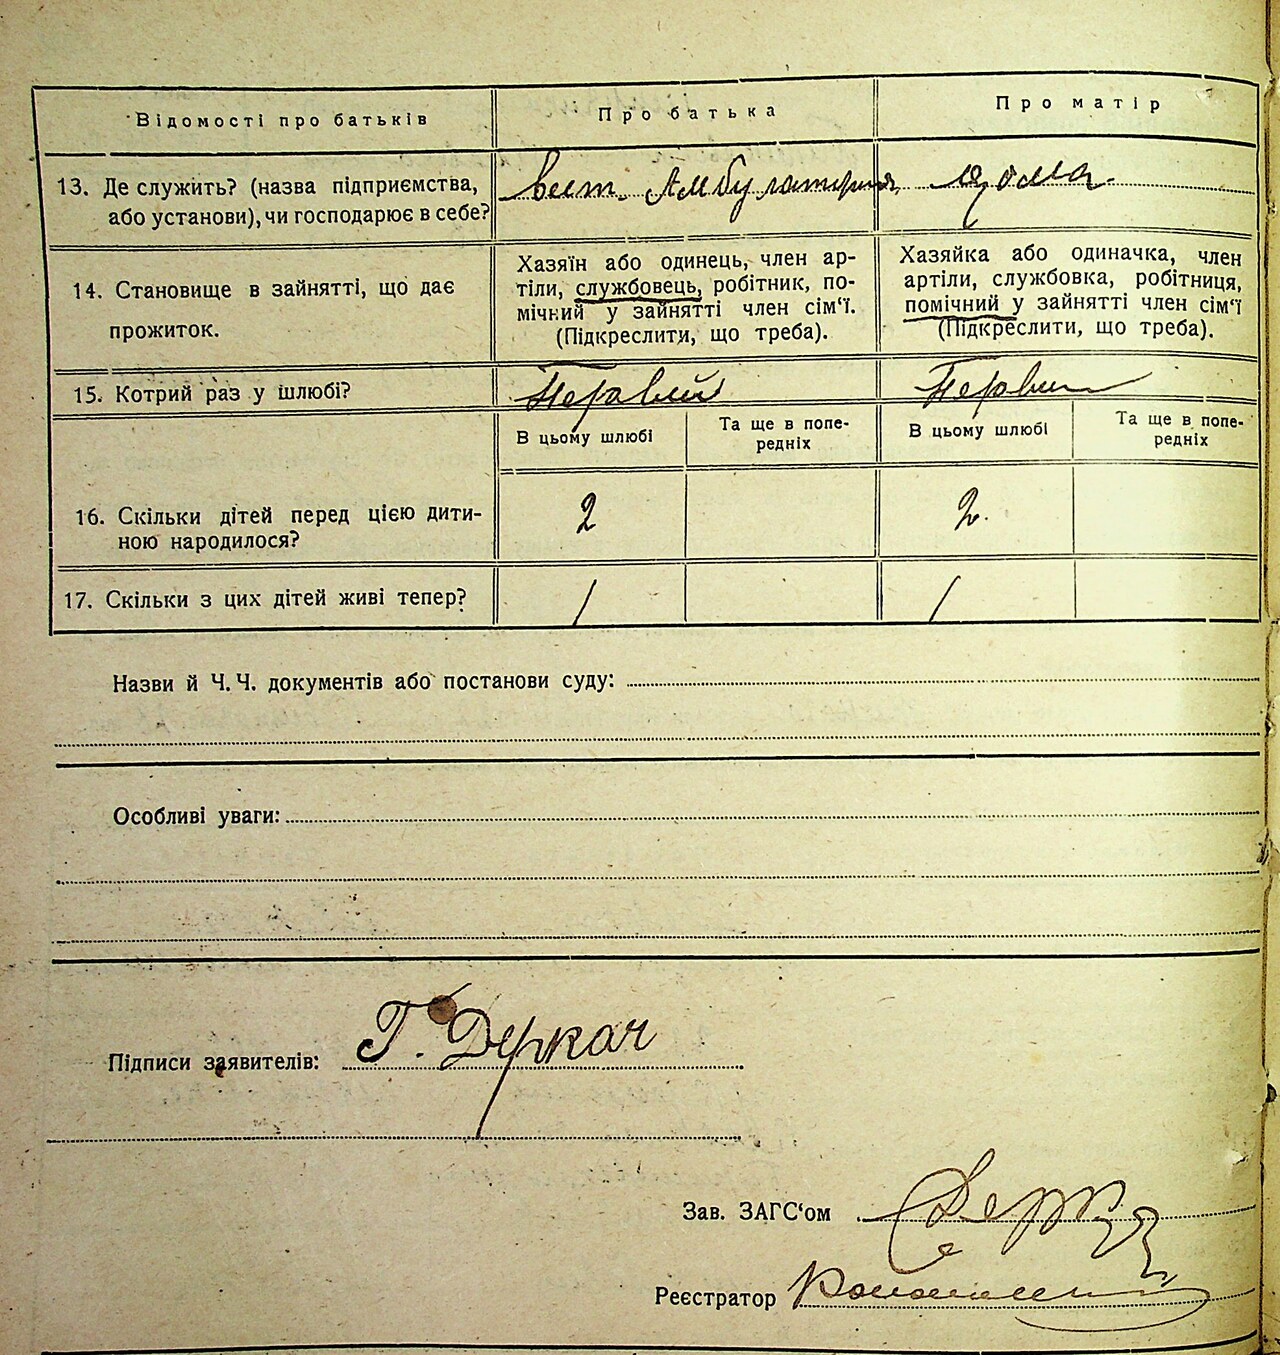 Відомості про батьків
Про батька
Про матір
13. Де служить? (назва підприємства,
або установи), чи господарює в себе?
вет. Амбулаторія
дома
14. Становище в зайнятті, що дає
прожиток.
Хазяїн або одинець, член ар-
тілі, службовець, робітник, по-
мічний у зайнятті член сім'ї.
(Підкреслити, що треба).
Хазяйка або одиначка, член
артілі, службовка, робітниця,
помічний у зайнятті член сім'ї
(Підкреслити, що треба).
15. Котрий раз у шлюбі?
Первый
В цьому шлюбі
Та ще в попе-
редніх
В цьому шлюбі
Та ще в попе-
редніх
16. Скільки дітей перед цією дити-
ною народилося?
2
2.
17. Скільки з цих дітей живі тепер?
1
1
Назви й Ч. Ч. документів або постанови суду:
Особливі уваги:
Підписи заявителів: Г. Деркач
Зав. ЗАГС'ом
Реєстратор